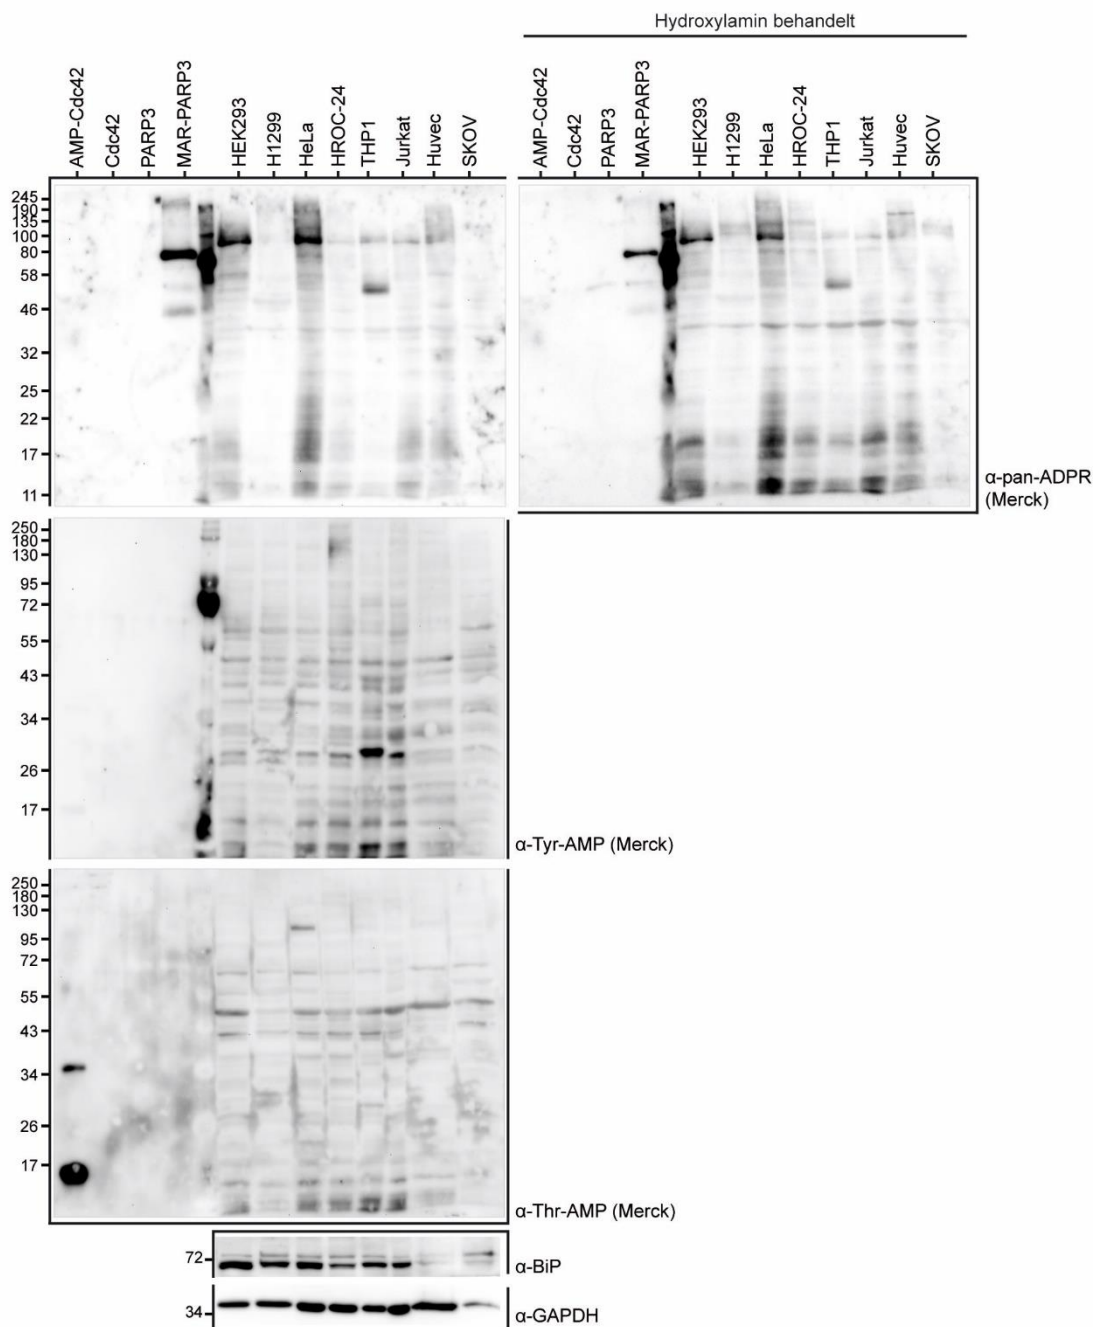 Hydroxylamin behandelt
AMP-Cdc42
Cdc42
PARP3
MAR-PARP3
HEK293
H1299
HeLa
HROC-24
THP1
Jurkat
Huvec
SKOV
AMP-Cdc42
Cdc42
PARP3
MAR-PARP3
HEK293
H1299
HeLa
HROC-24
THP1
Jurkat
Huvec
SKOV
245
190
135
100
80
58
46
32
25
22
17
11
α-pan-ADPR
(Merck)
250
180
130
95
72
55
43
34
26
17
α-Tyr-AMP (Merck)
250
180
130
95
72
55
43
34
26
17
α-Thr-AMP (Merck)
72
α-BiP
34
α-GAPDH